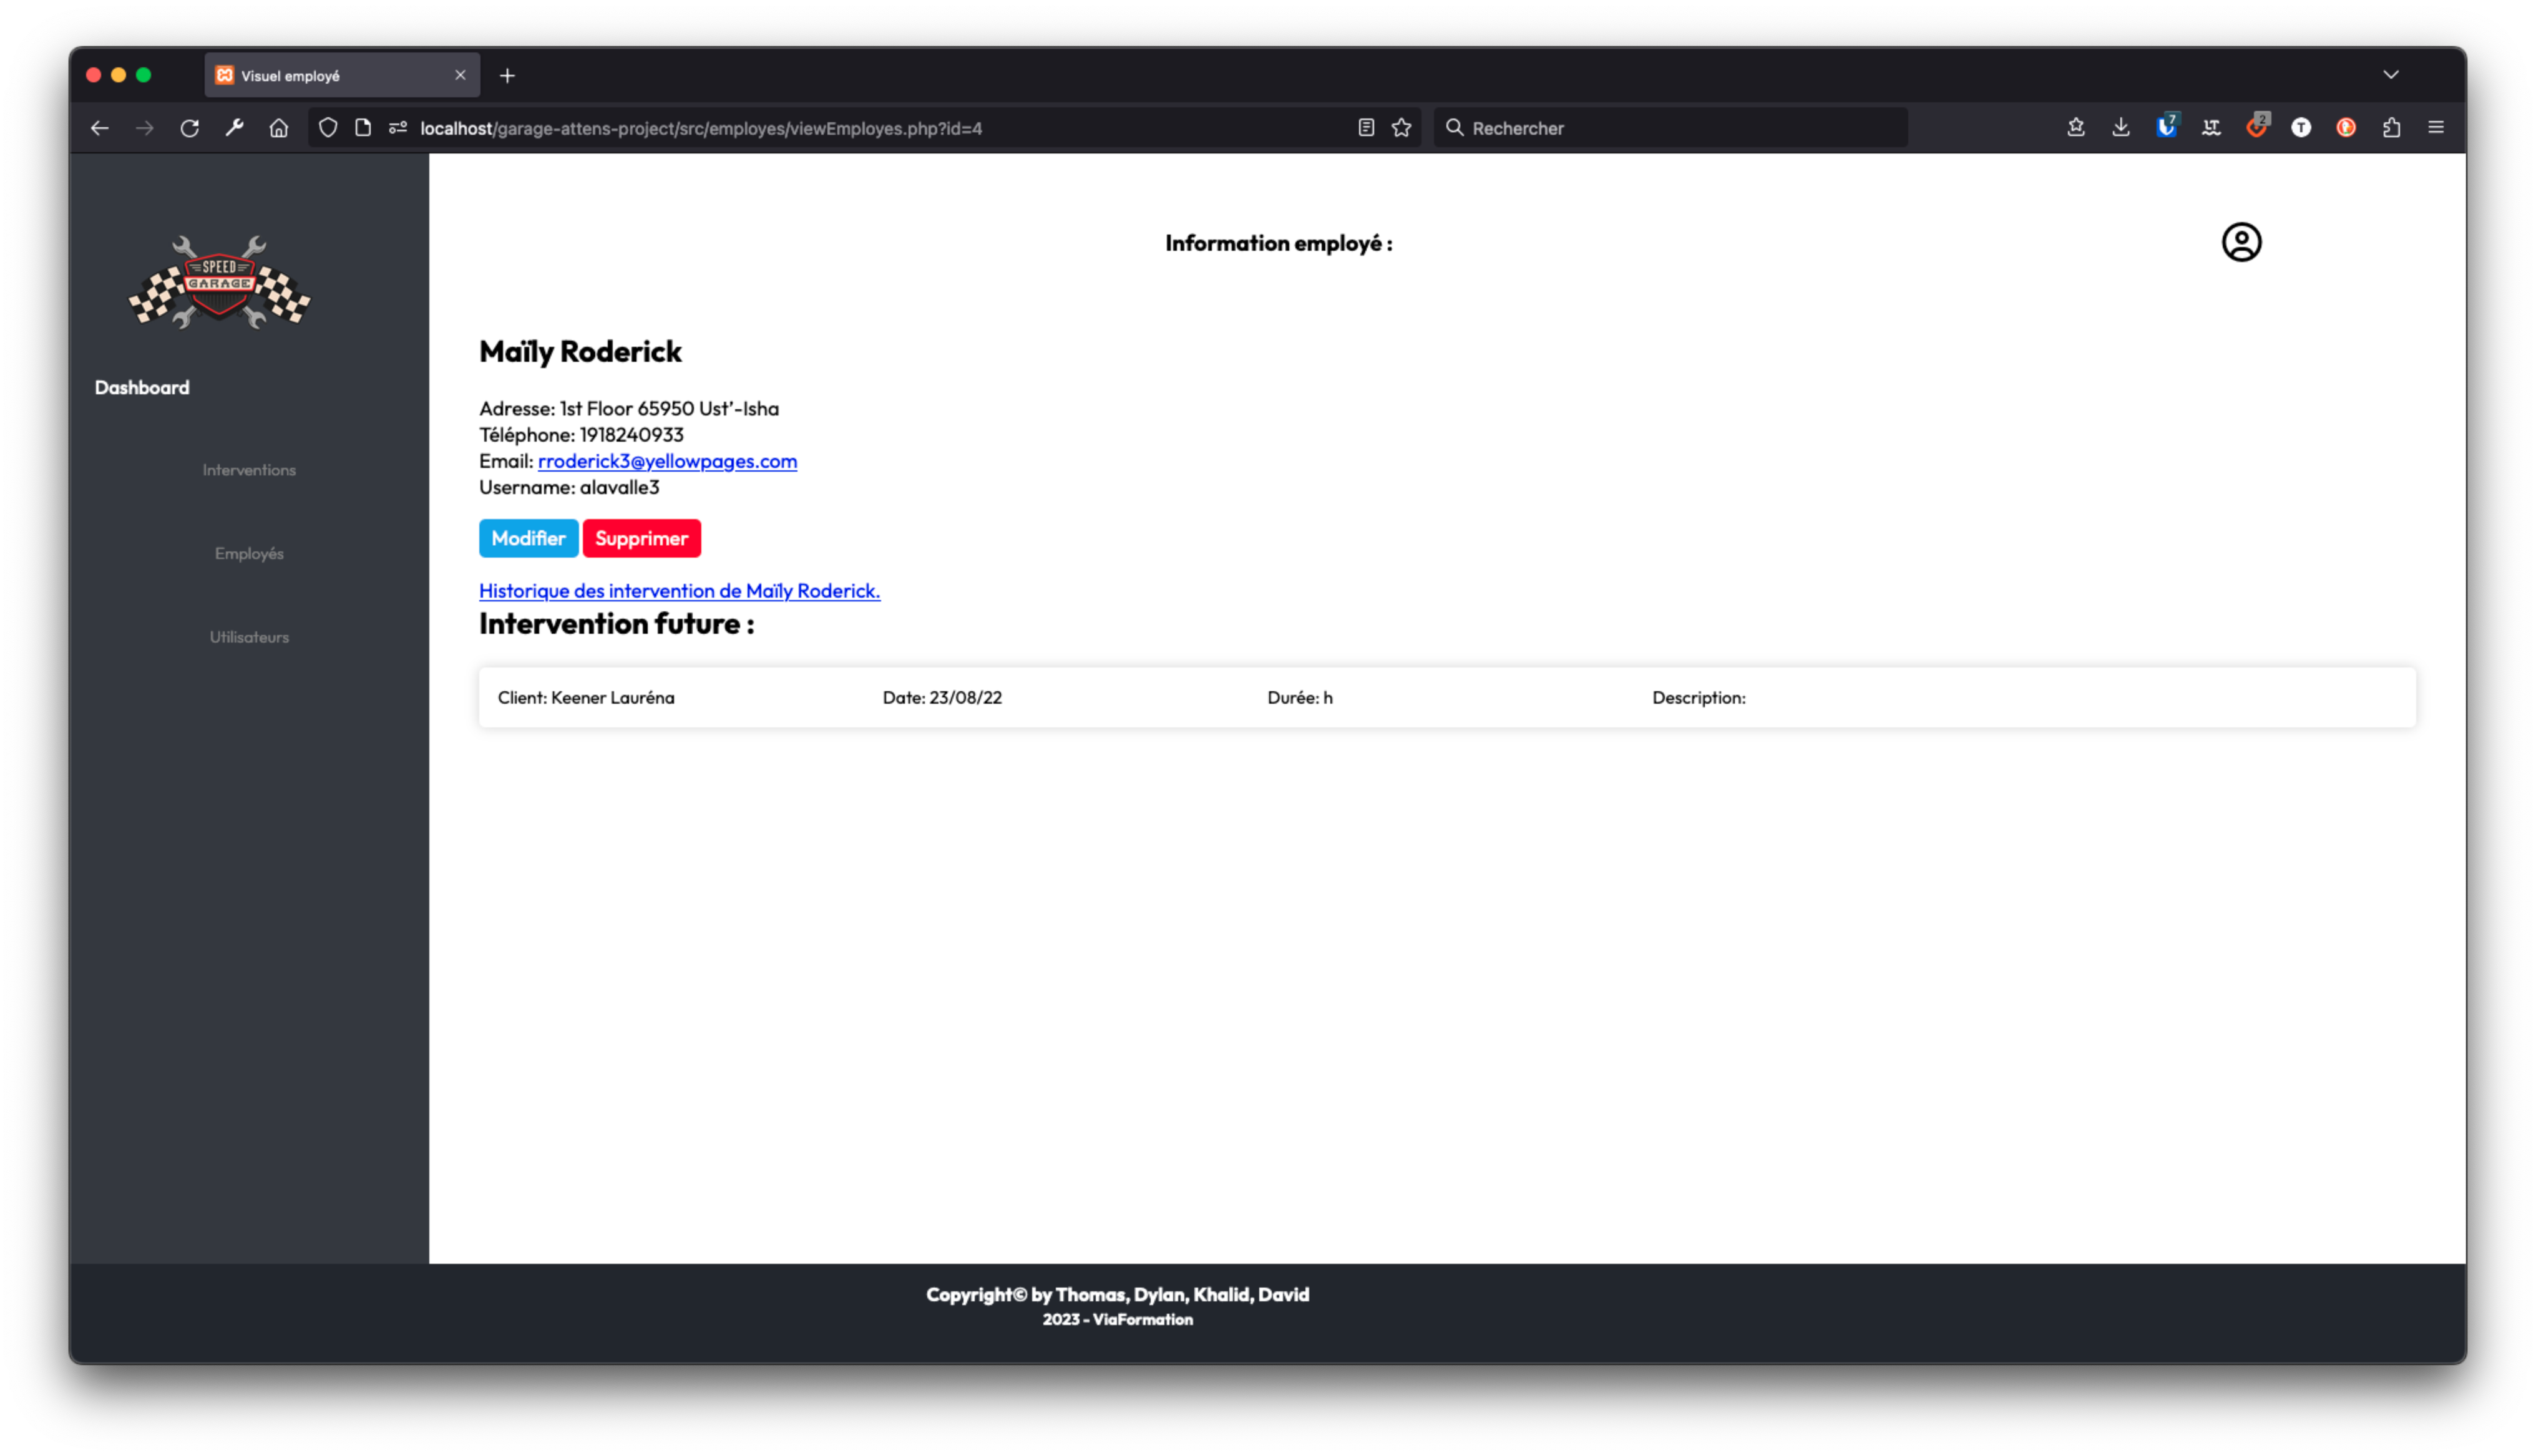 Visuel employé
localhost/garage-attens-project/src/employes/viewEmployes.php?id=4
Rechercher
7
LT
2
T
SPEED
GARAGE
Information employé :
Dashboard
Interventions
Employés
Utilisateurs
Maïly Roderick
Adresse: 1st Floor 65950 Ust’-Isha
Téléphone: 1918240933
Email: rroderick3@yellowpages.com
Username: alavalle3
Modifier Supprimer
Historique des intervention de Maïly Roderick.
Intervention future :
Client: Keener Lauréna Date: 23/08/22 Durée: h Description:
Copyright© by Thomas, Dylan, Khalid, David
2023 - ViaFormation